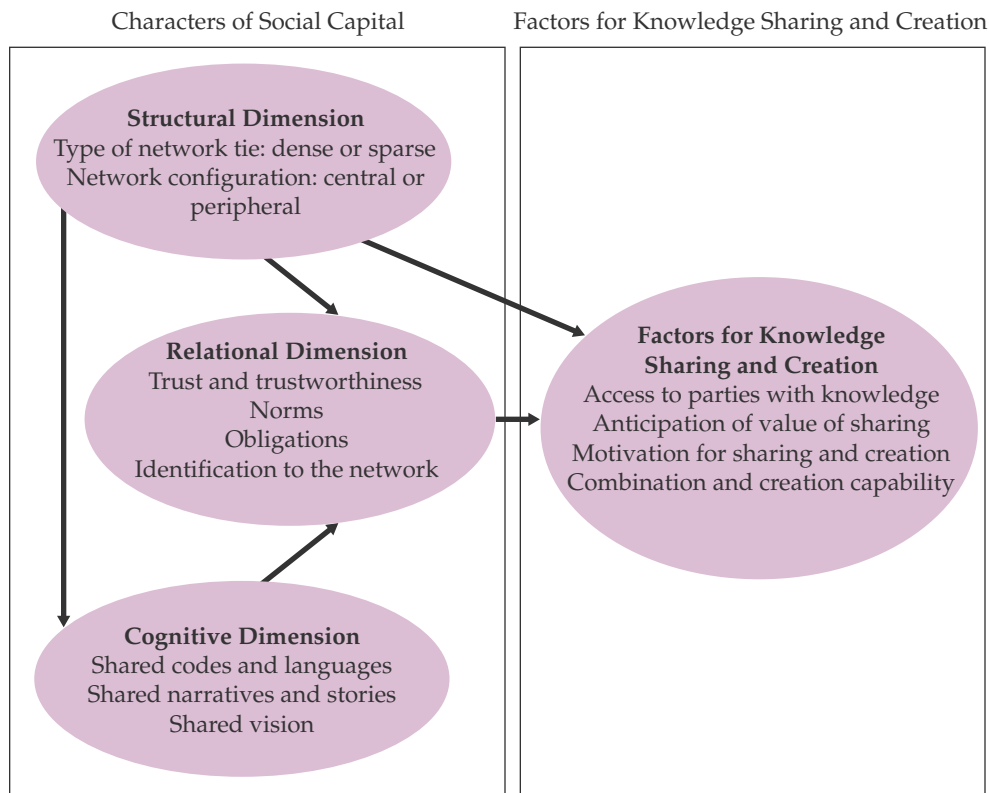 Characters of Social Capital
Factors for Knowledge Sharing and Creation
Structural Dimension
Type of network tie: dense or sparse
Network configuration: central or
peripheral
Relational Dimension
Trust and trustworthiness
Norms
Obligations
Identification to the network
Cognitive Dimension
Shared codes and languages
Shared narratives and stories
Shared vision
Factors for Knowledge
Sharing and Creation
Access to parties with knowledge
Anticipation of value of sharing
Motivation for sharing and creation
Combination and creation capability